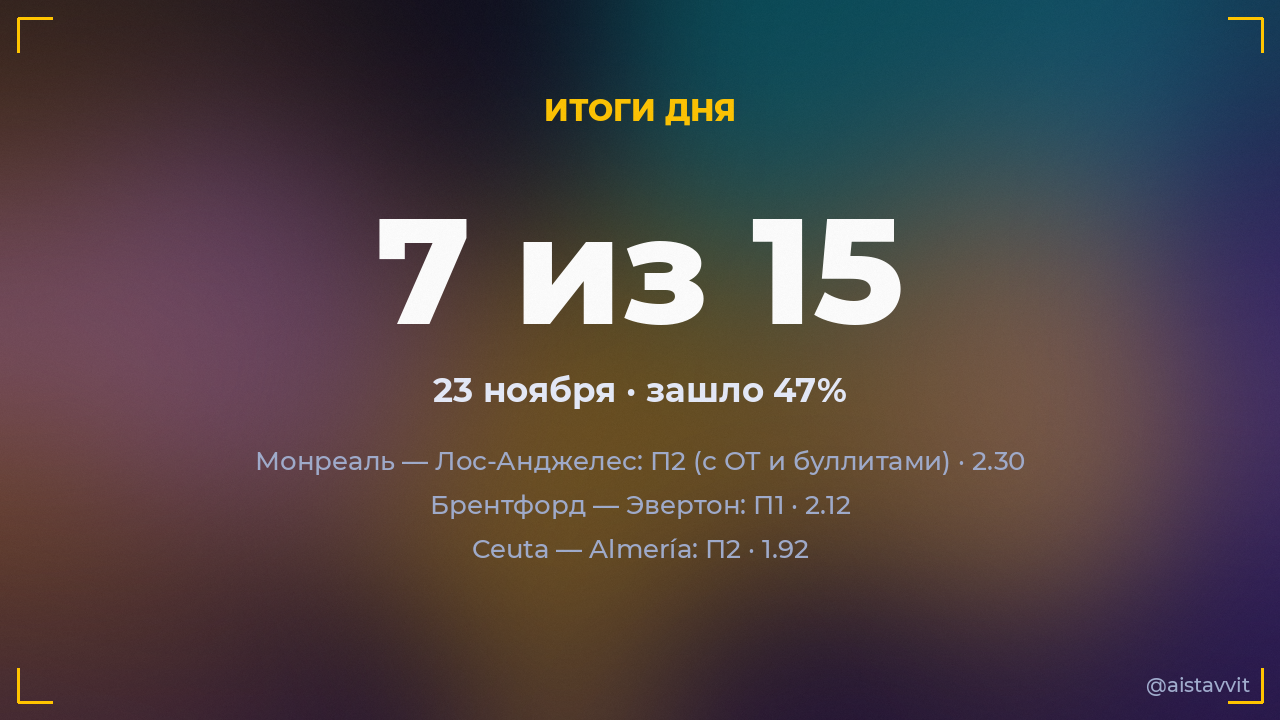 ИТОГИ ДНЯ
7 из 15
23 ноября · зашло 47%
Монреаль — Лос-Анджелес: П2 (с ОТ и буллитами) · 2.30
Брентфорд — Эвертон: П1 · 2.12
Ceuta — Almería: П2 · 1.92
@aistavvit